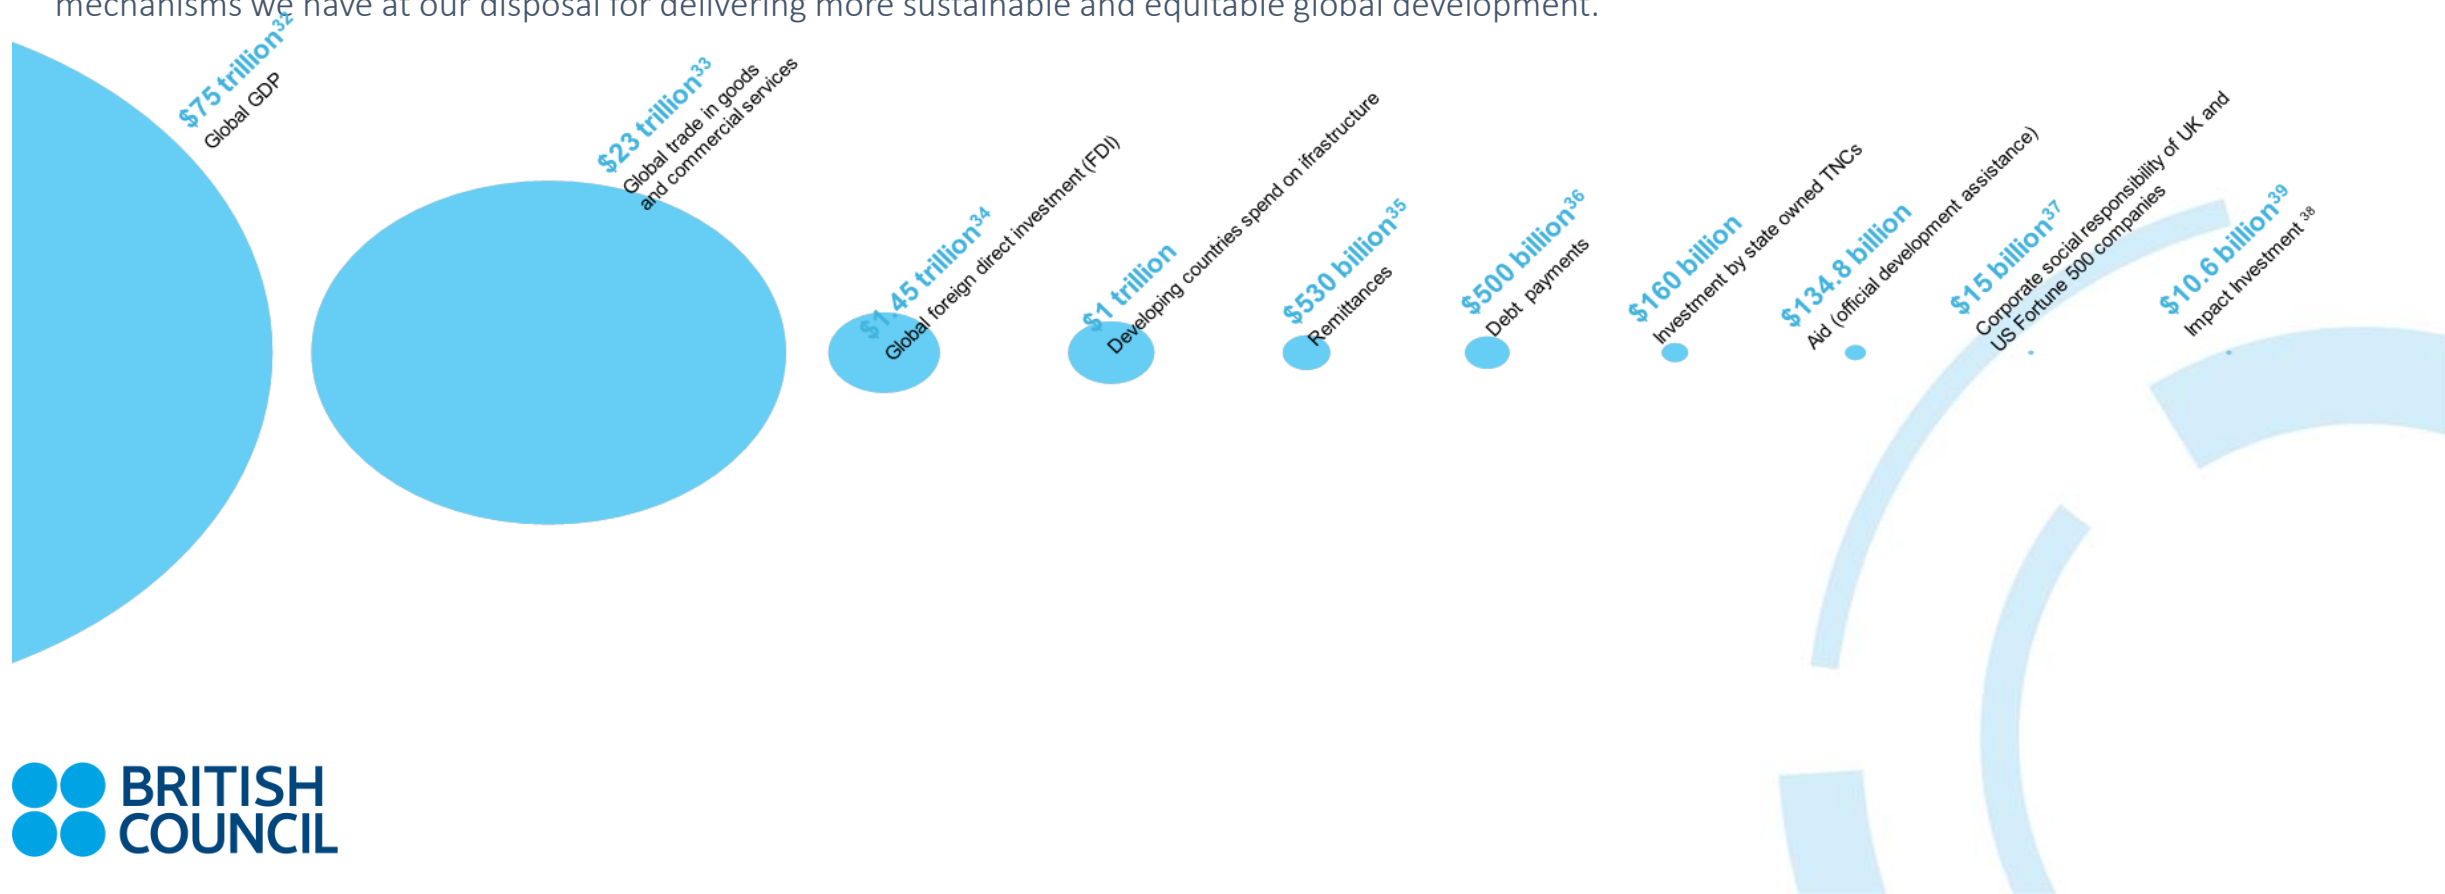 mechanisms we have at our disposal for delivering more sustainable and equitable global development.
$75 trillion32
Global GDP
$23 trillion33
Global trade in goods
and commercial services
$1.45 trillion34
Global foreign direct investment (FDI)
$1 trillion
Developing countries spend on ifrastructure
$530 billion35
Remittances
$500 billion36
Debt payments
$160 billion
Investment by state owned TNCs
$134.8 billion
Aid (official development assistance)
$15 billion37
Corporate social responsibility of UK and
US Fortune 500 companies
$10.6 billion39
Impact Investment 38
BRITISH
COUNCIL